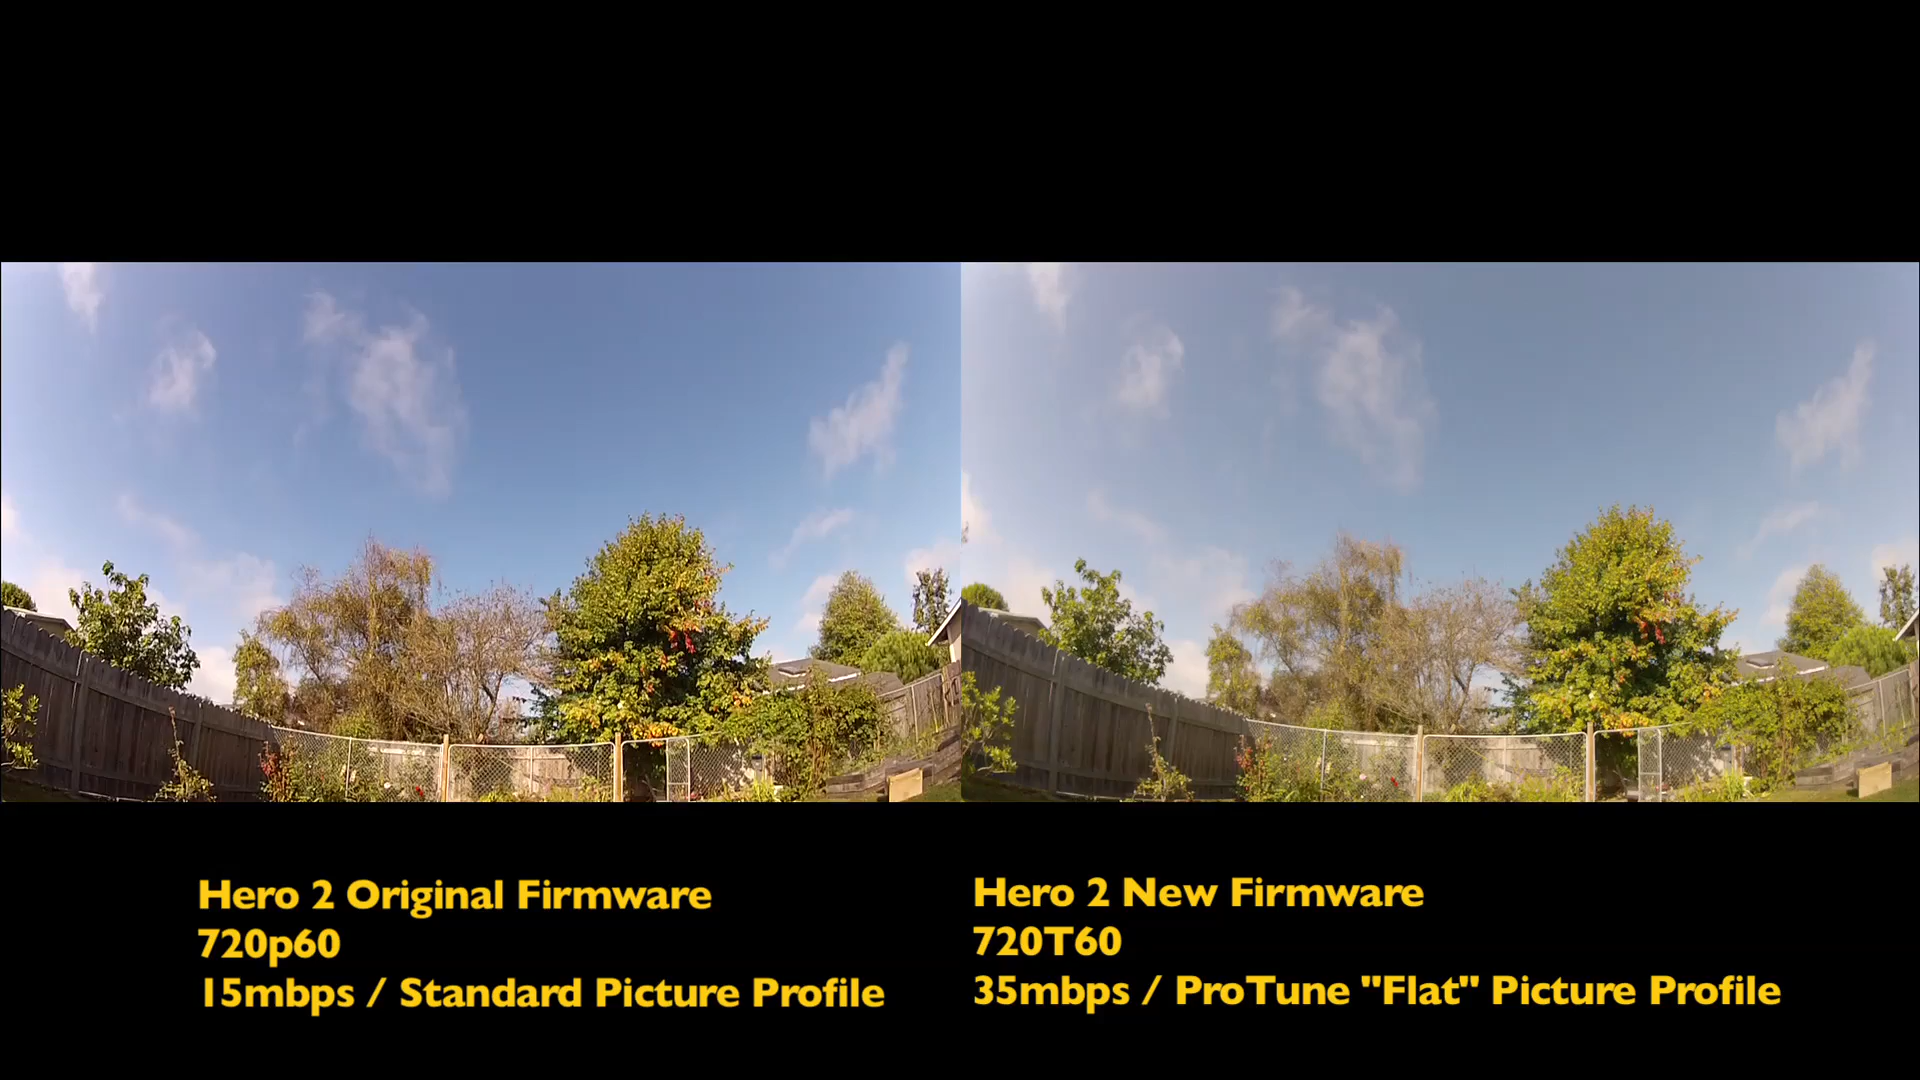 Hero 2 Original Firmware
720p60
15mbps / Standard Picture Profile
Hero 2 New Firmware
720T60
35mbps / ProTune "Flat" Picture Profile